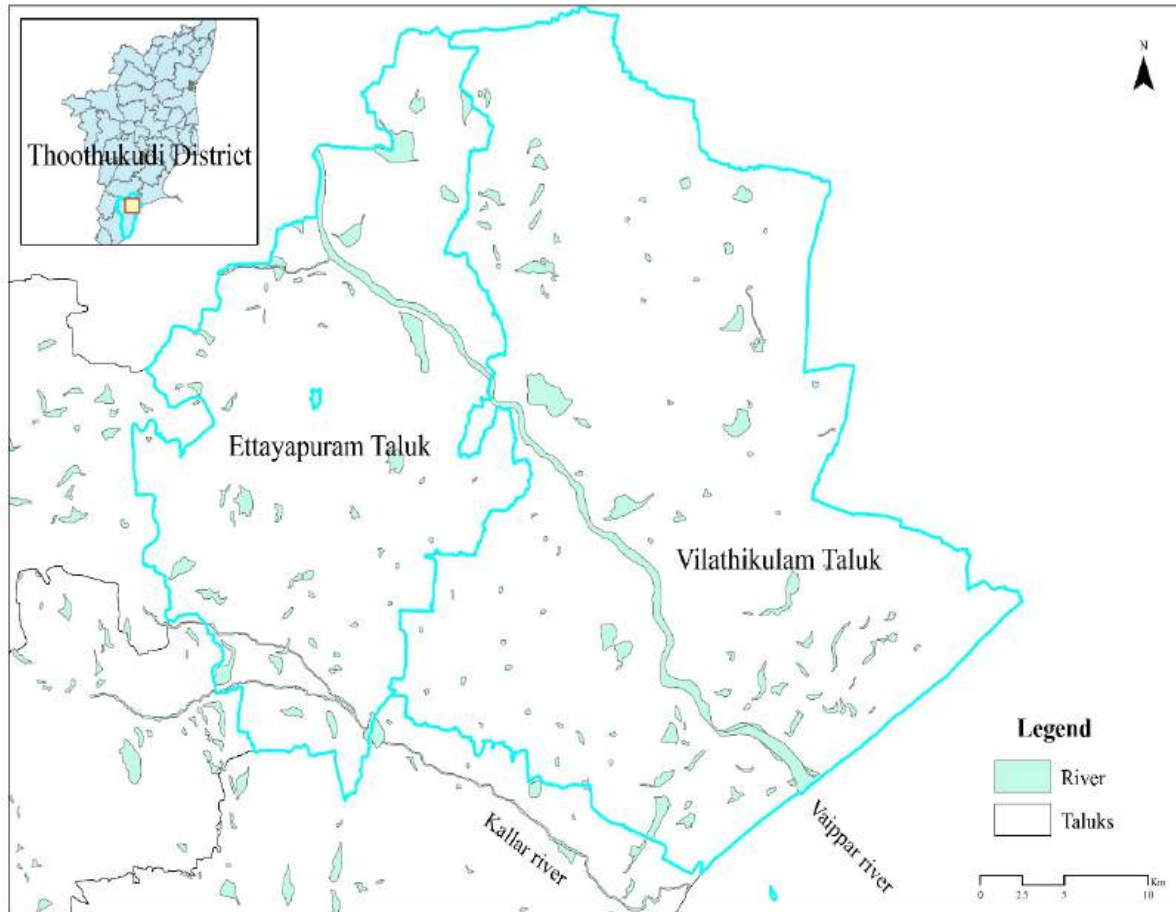 N
Thoothukudi District
Ettayapuram Taluk
Vilathikulam Taluk
Legend
River
Taluks
Kallar river
Vaippar river
Km
0 2.5 5 10